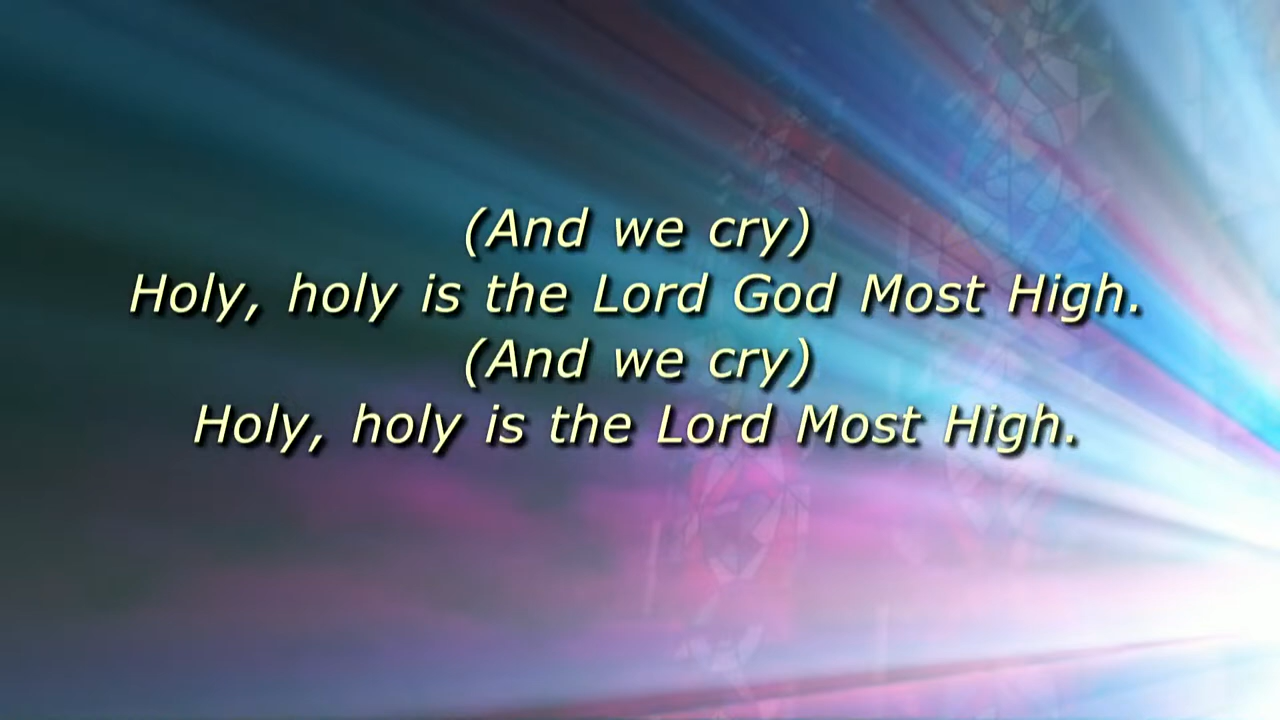 (And we cry)
Holy, holy is the Lord God Most High.
(And we cry)
Holy, holy is the Lord Most High.